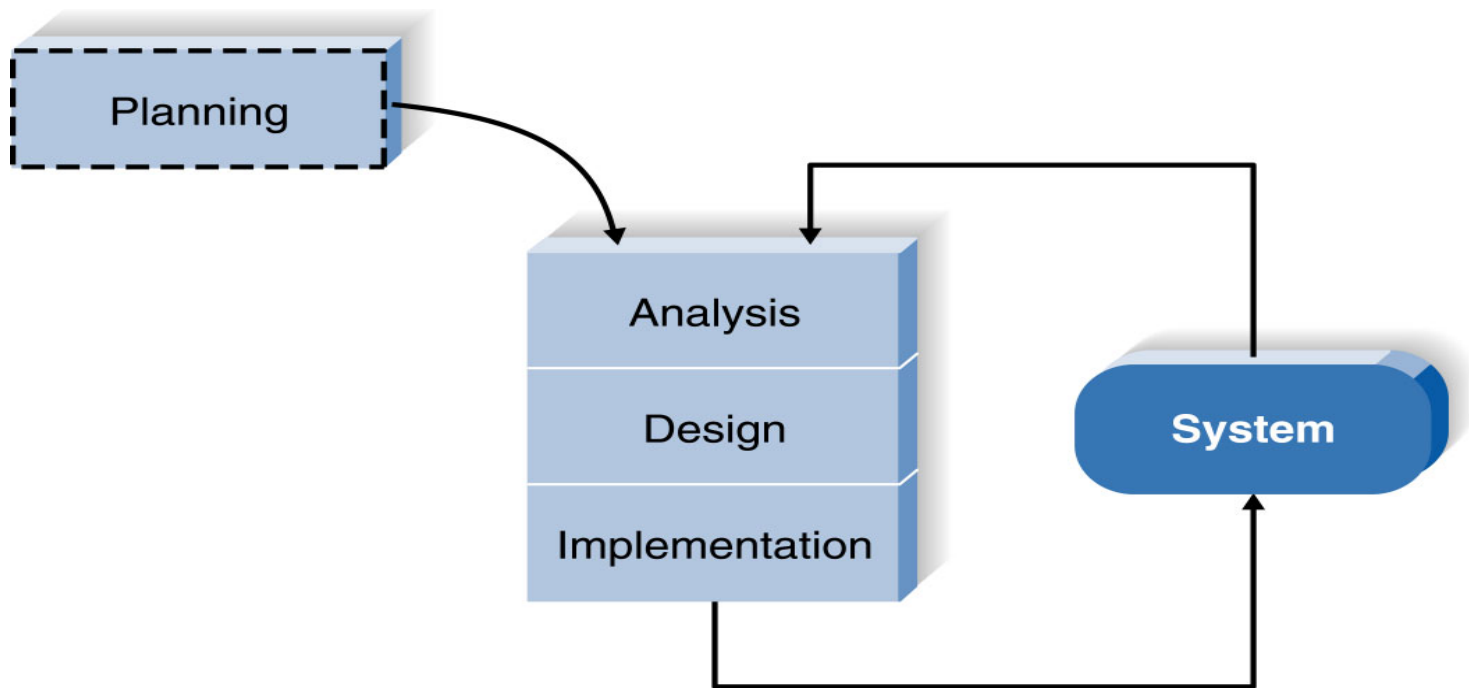 Planning
Analysis
Design
Implementation
System